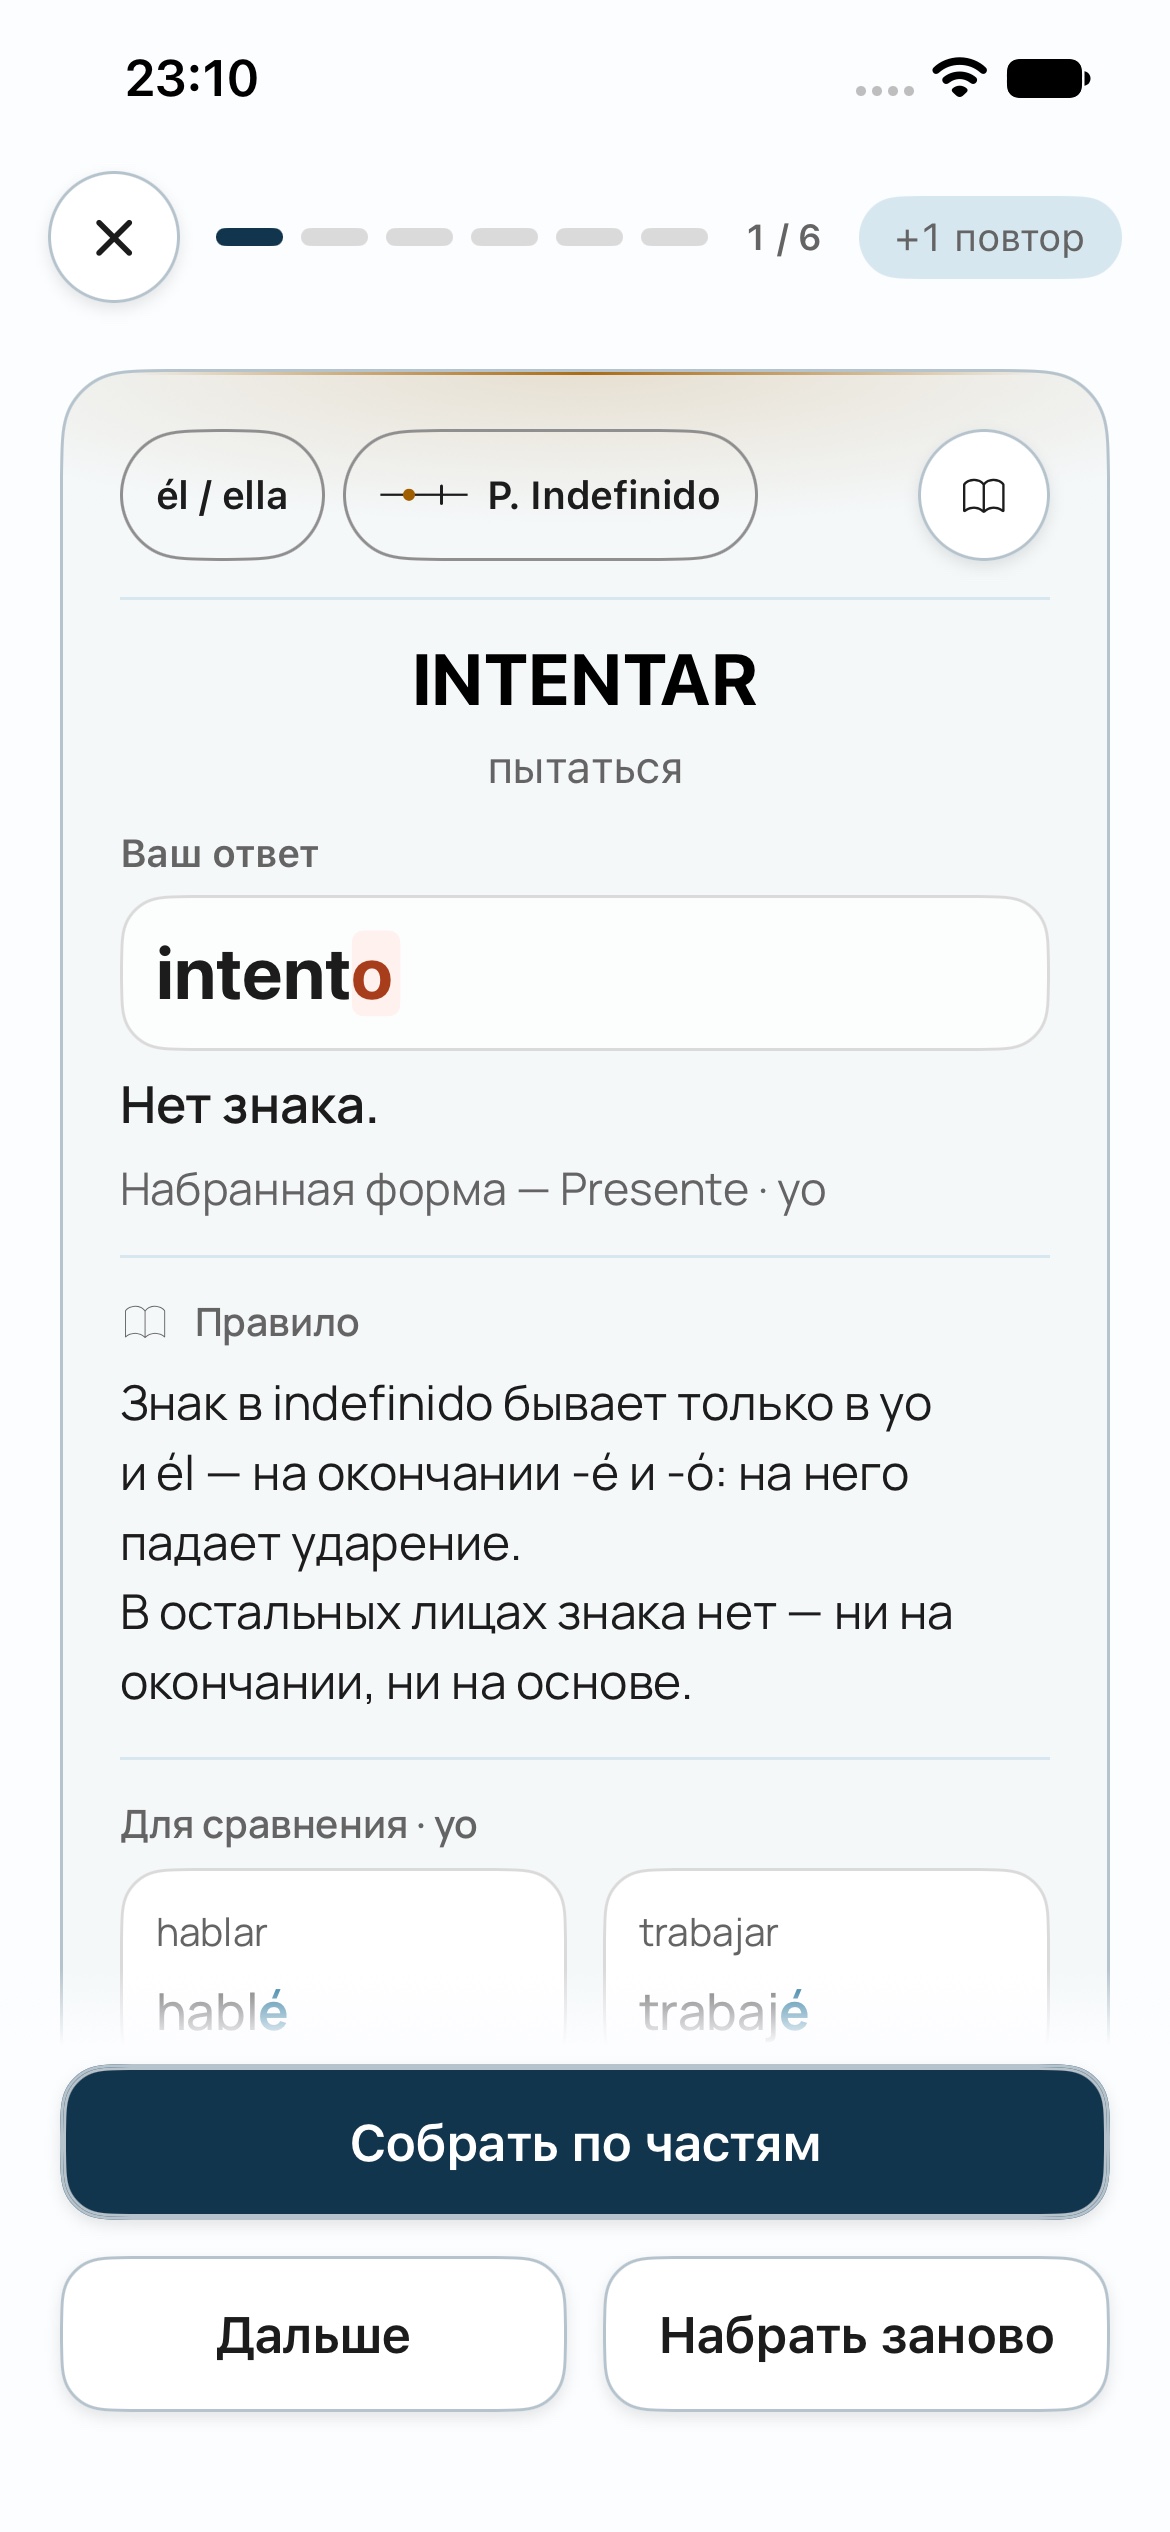 23:10
1 / 6
+1 повтор
él / ella
P. Indefinido
INTENTAR
пытаться
Ваш ответ
intento
Нет знака.
Набранная форма — Presente · yo
Правило
Знак в indefinido бывает только в yo
и él — на окончании -é и -ó: на него
падает ударение.
В остальных лицах знака нет — ни на
окончании, ни на основе.
Для сравнения · yo
hablar
trabajar
hablé
trabajé
Собрать по частям
Дальше
Набрать заново